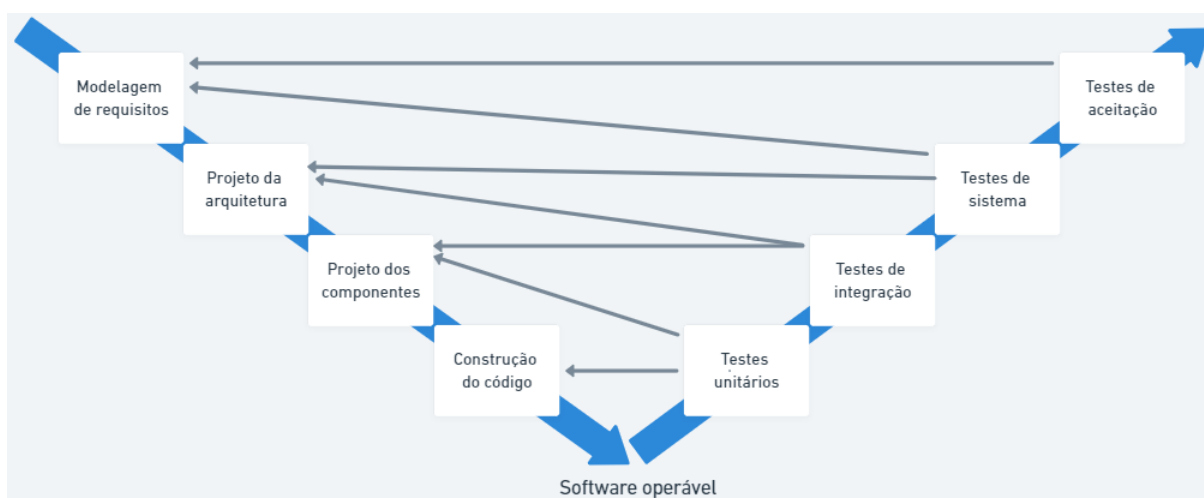 Modelagem
de requisitos
Testes de
aceitação
Projeto da
arquitetura
Testes de
sistema
Projeto dos
componentes
Testes de
integração
Construção
do código
Testes
unitários
Software operável